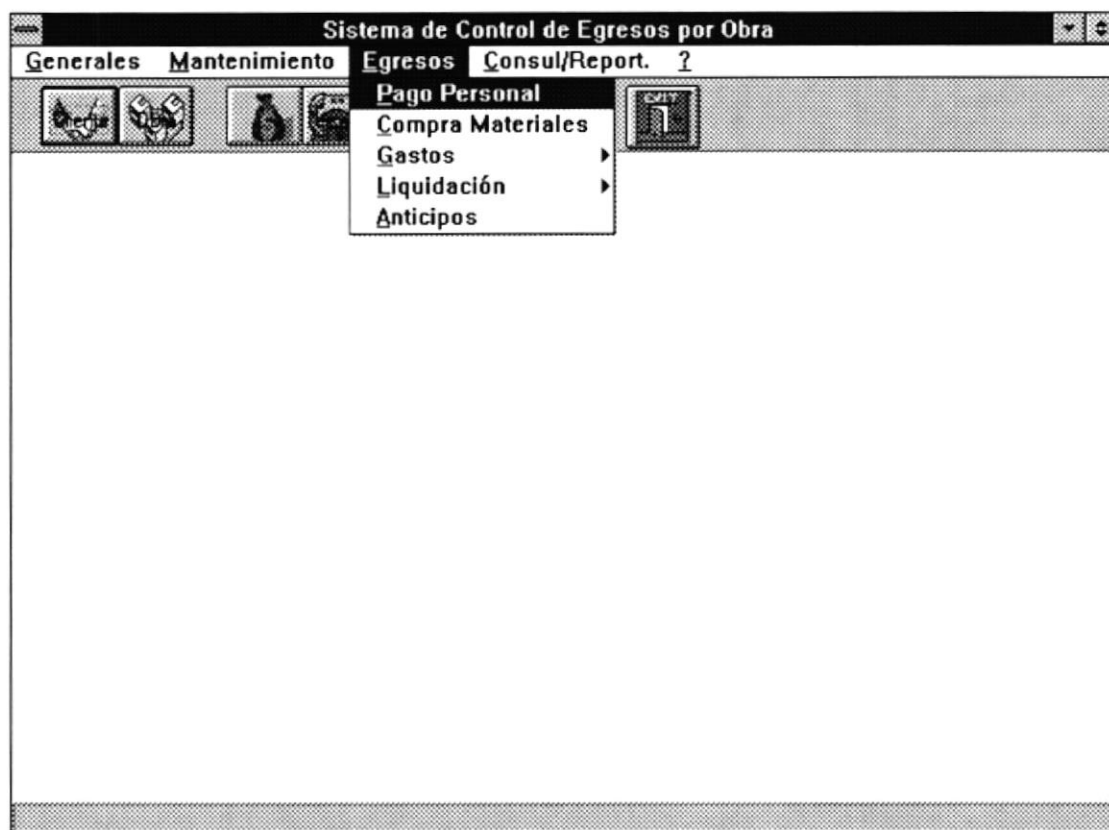 Sistema de Control de Egresos por Obra
Generales Mantenimiento Egresos Consul/Report. ?
EXIT
Pago Personal
Compra Materiales
Gastos
Liquidación
Anticipos